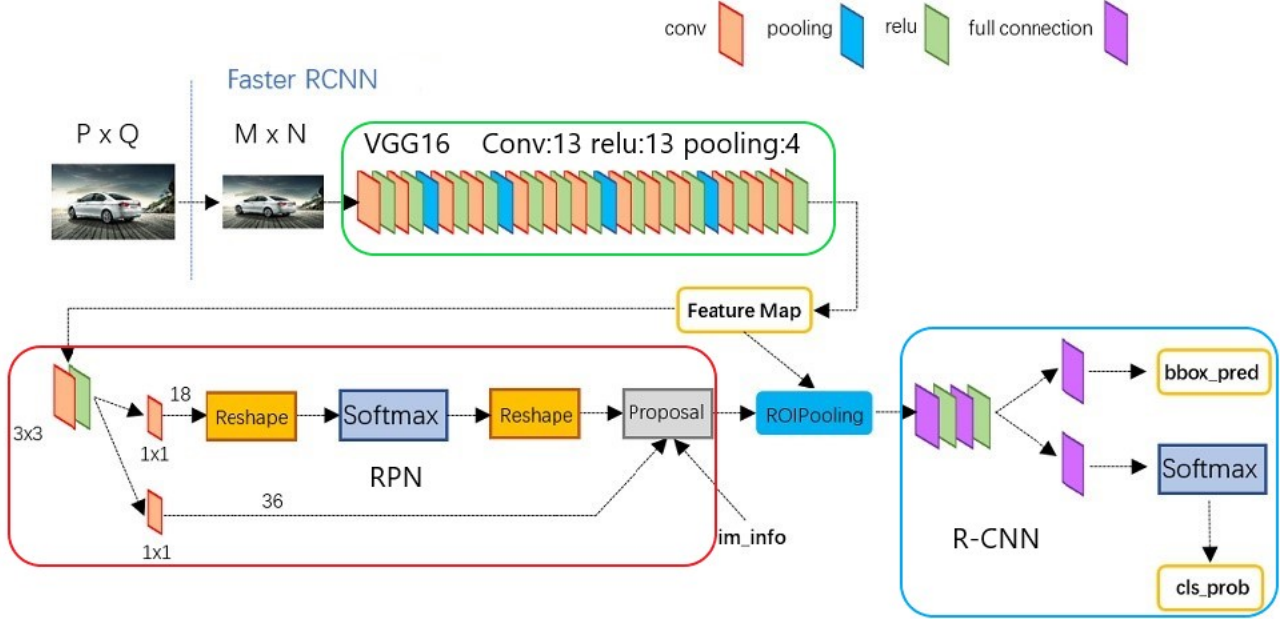 conv pooling relu full connection
Faster RCNN
P x Q
M x N
VGG16 Conv:13 relu:13 pooling:4
Feature Map
3x3
18
1x1
Reshape
Softmax
Reshape
Proposal
ROIPooling
RPN
36
1x1
im_info
bbox_pred
Softmax
R-CNN
cls_prob